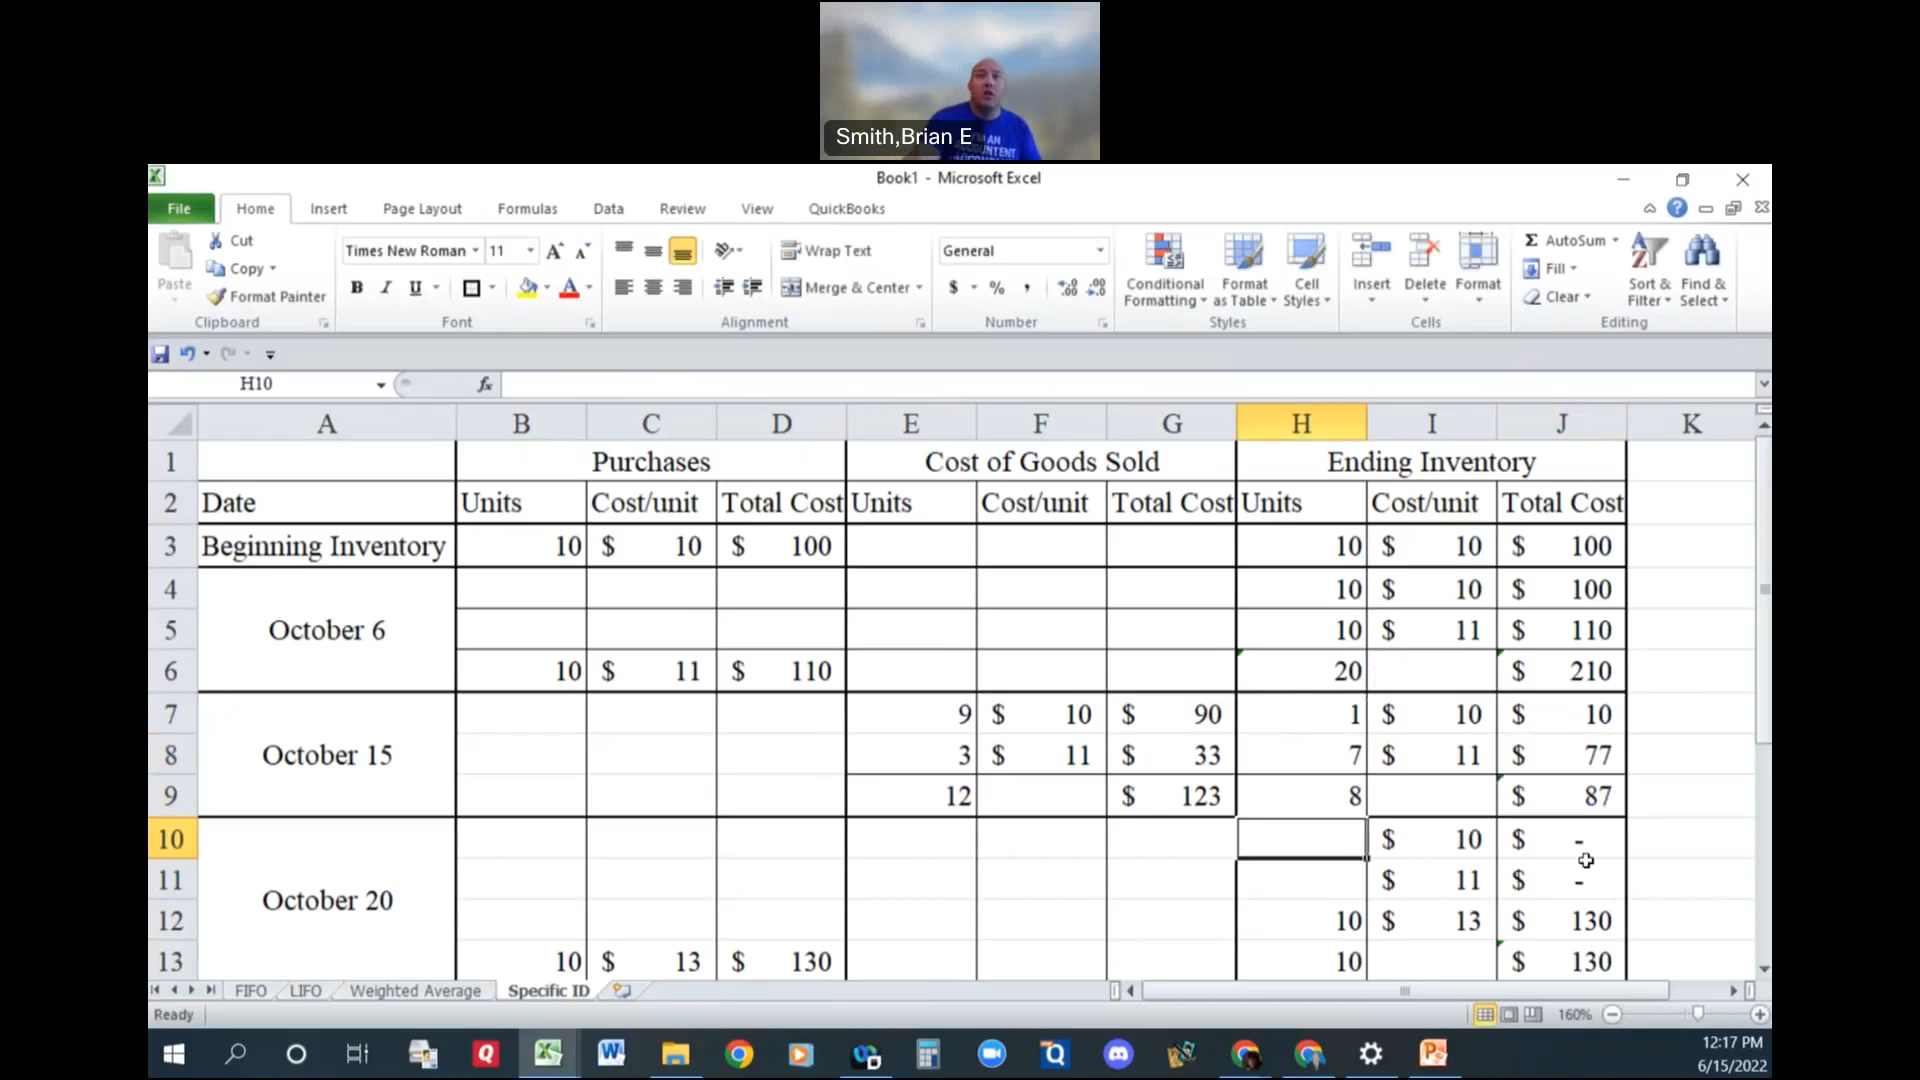 Smith,Brian E
I'M AN
ACCOUNTENT
Book1 - Microsoft Excel
File Home Insert Page Layout Formulas Data Review View QuickBooks
Cut
Copy
Format Painter
Paste
Clipboard
Times New Roman 11
B I U
Font
Wrap Text
Merge & Center
Alignment
General
$ % ,
Number
Conditional Formatting
Format as Table
Cell Styles
Styles
Insert Delete Format
Cells
Σ AutoSum
Fill
Clear
Sort & Filter
Find & Select
Editing
H10 fx
A B C D E F G H I J K
1 Purchases Cost of Goods Sold Ending Inventory
2 Date Units Cost/unit Total Cost Units Cost/unit Total Cost Units Cost/unit Total Cost
3 Beginning Inventory 10 $ 10 $ 100 10 $ 10 $ 100
4 10 $ 10 $ 100
5 October 6 10 $ 11 $ 110
6 10 $ 11 $ 110 20 $ 210
7 9 $ 10 $ 90 1 $ 10 $ 10
8 October 15 3 $ 11 $ 33 7 $ 11 $ 77
9 12 $ 123 8 $ 87
10 $ 10 $ -
11 October 20 $ 11 $ -
12 10 $ 13 $ 130
13 10 $ 13 $ 130 10 $ 130
FIFO LIFO Weighted Average Specific ID
Ready 160%
12:17 PM
6/15/2022